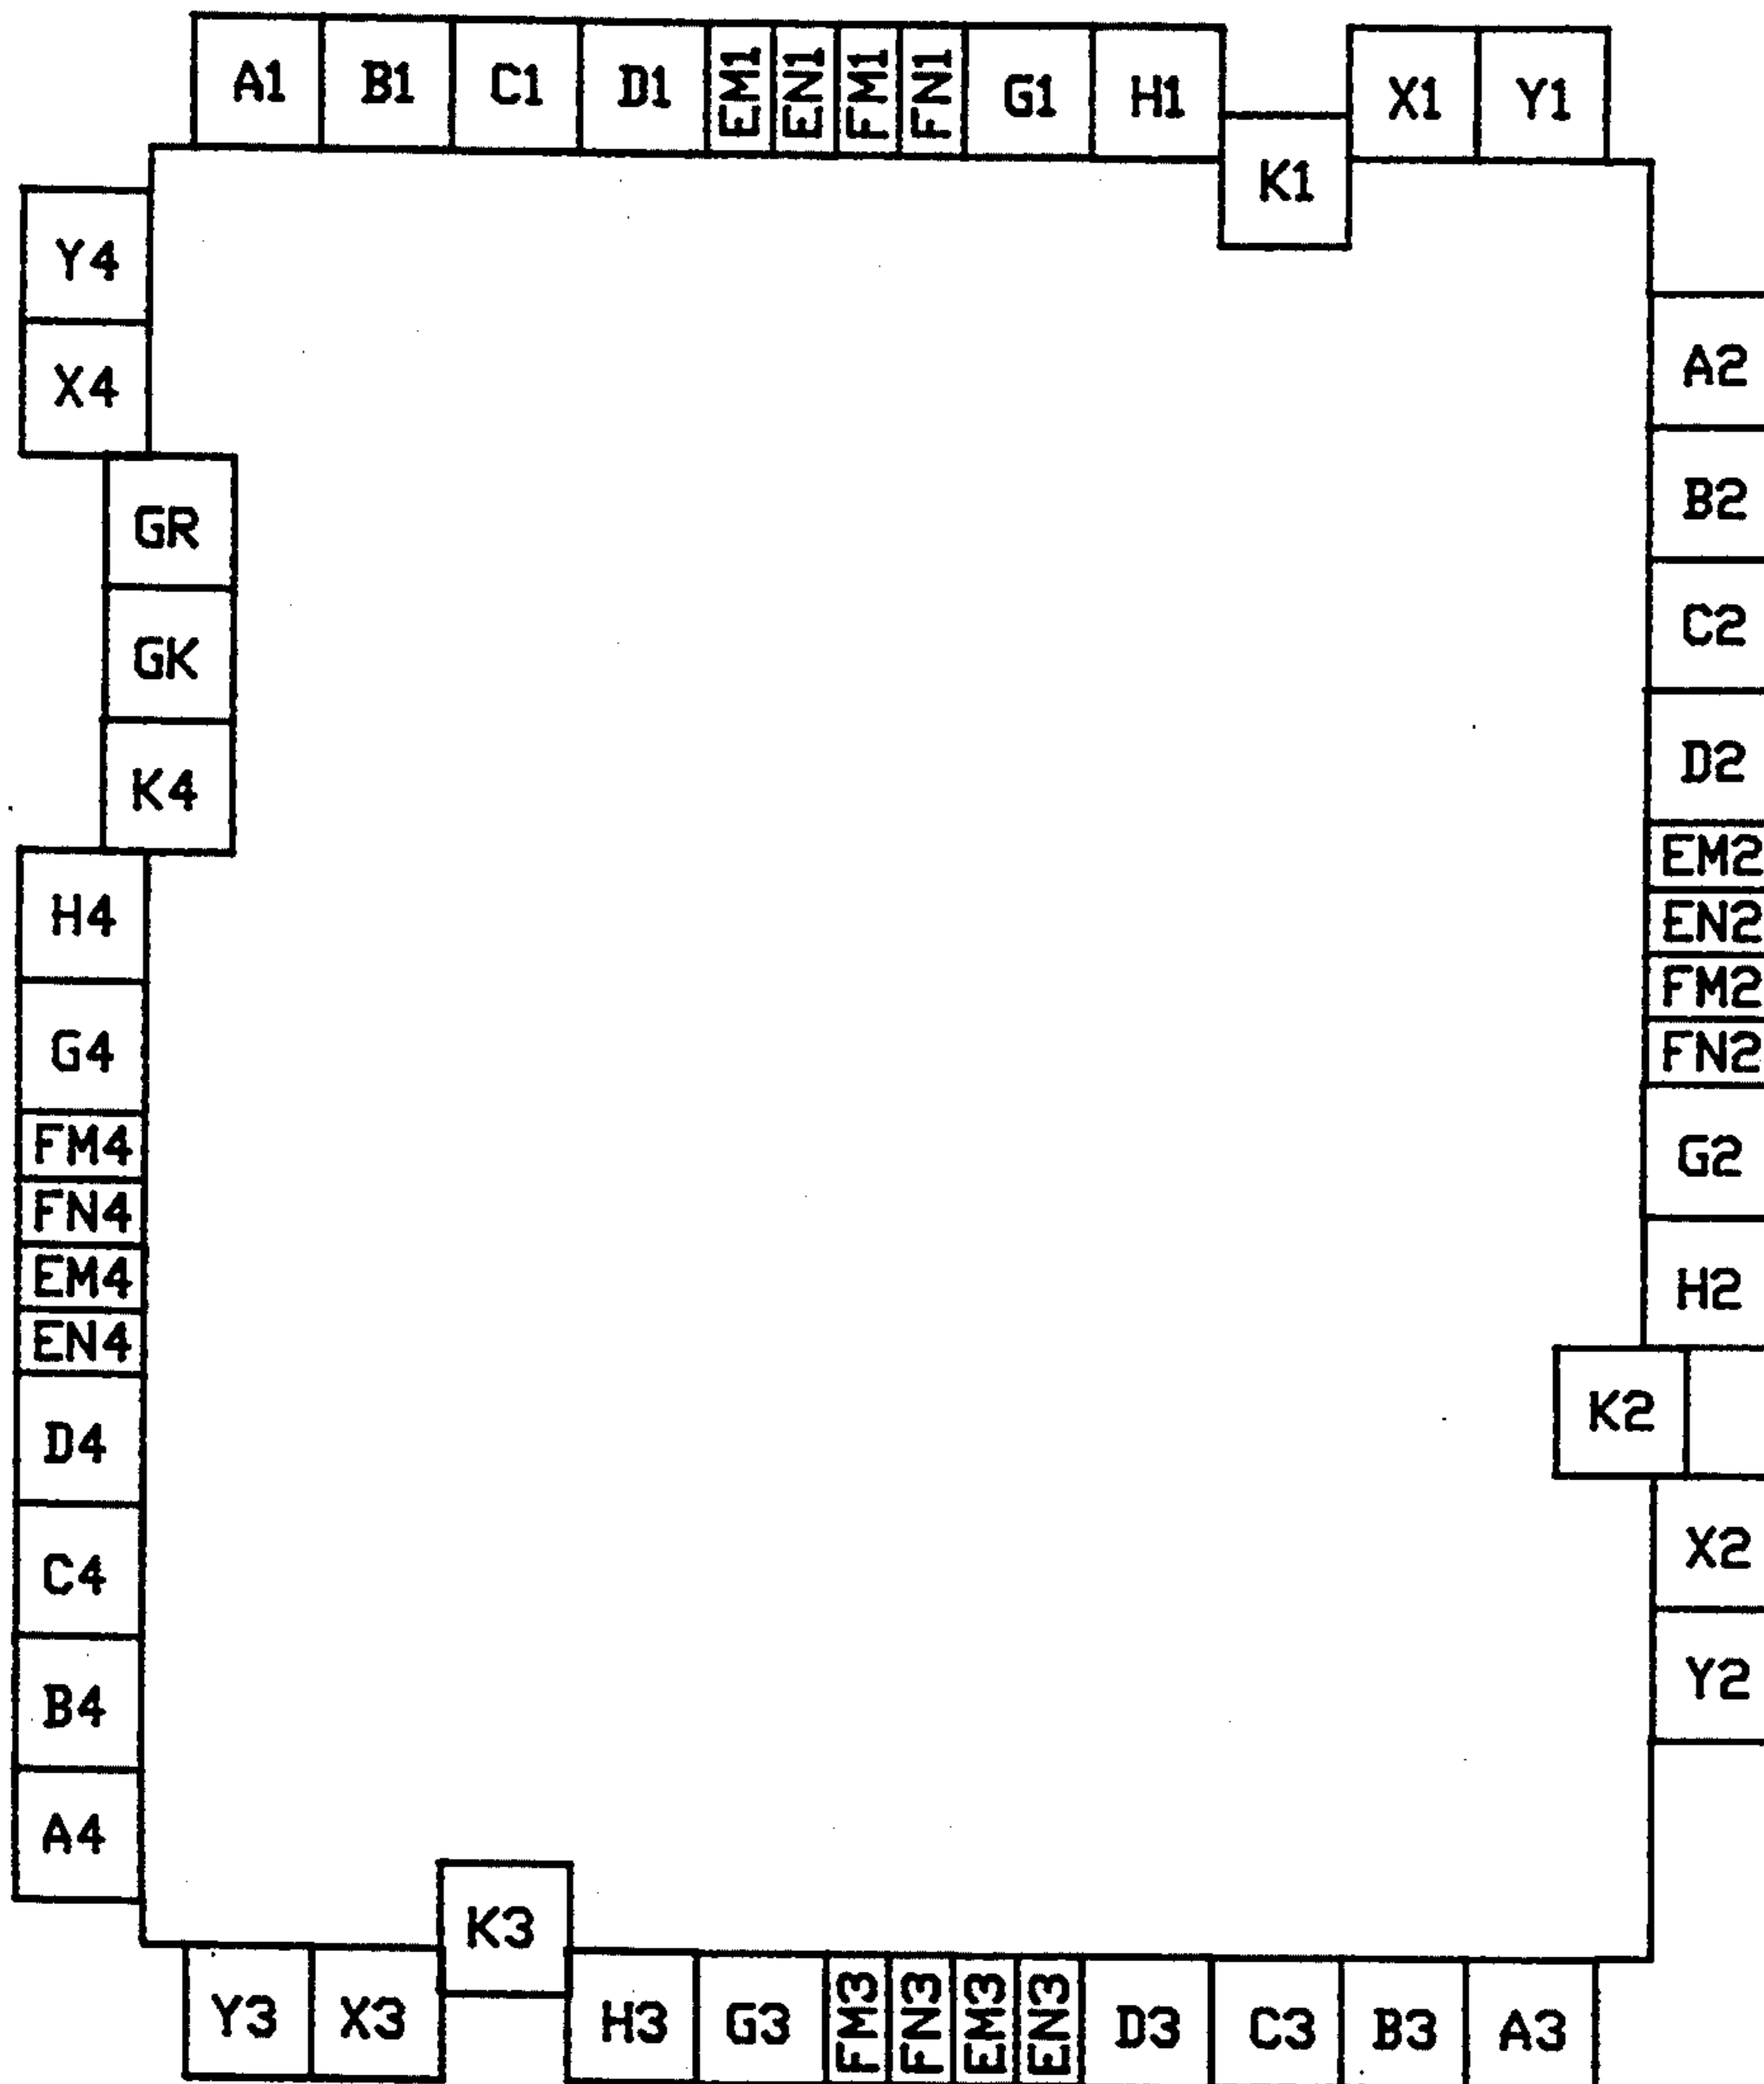 A1 B1 C1 D1 EM1 EN1 FM1 FN1 G1 H1 K1 X1 Y1
A2
B2
C2
D2
EM2
EN2
FM2
FN2
G2
H2
K2
X2
Y2
Y4
X4
GR
GK
K4
H4
G4
FM4
FN4
EM4
EN4
D4
C4
B4
A4
Y3 X3 K3 H3 G3 FM3 FN3 EM3 EN3 D3 C3 B3 A3